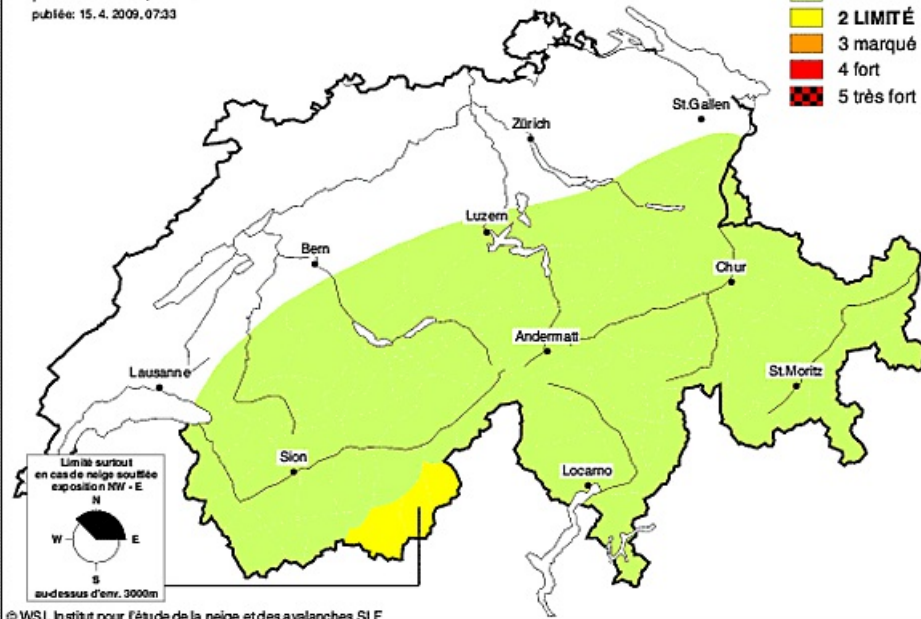 publiée: 15. 4. 2009, 07:33
2 LIMITÉ
3 marqué
4 fort
5 très fort
St.Gallen
Zürich
Luzern
Bern
Chur
Andermatt
Lausanne
St.Moritz
Sion
Locarno
Limité surtout
en cas de neige soufflée
exposition NW - E
N
W
E
S
au-dessus d'env. 3000m
© WSL Institut pour l'étude de la neige et des avalanches SLF